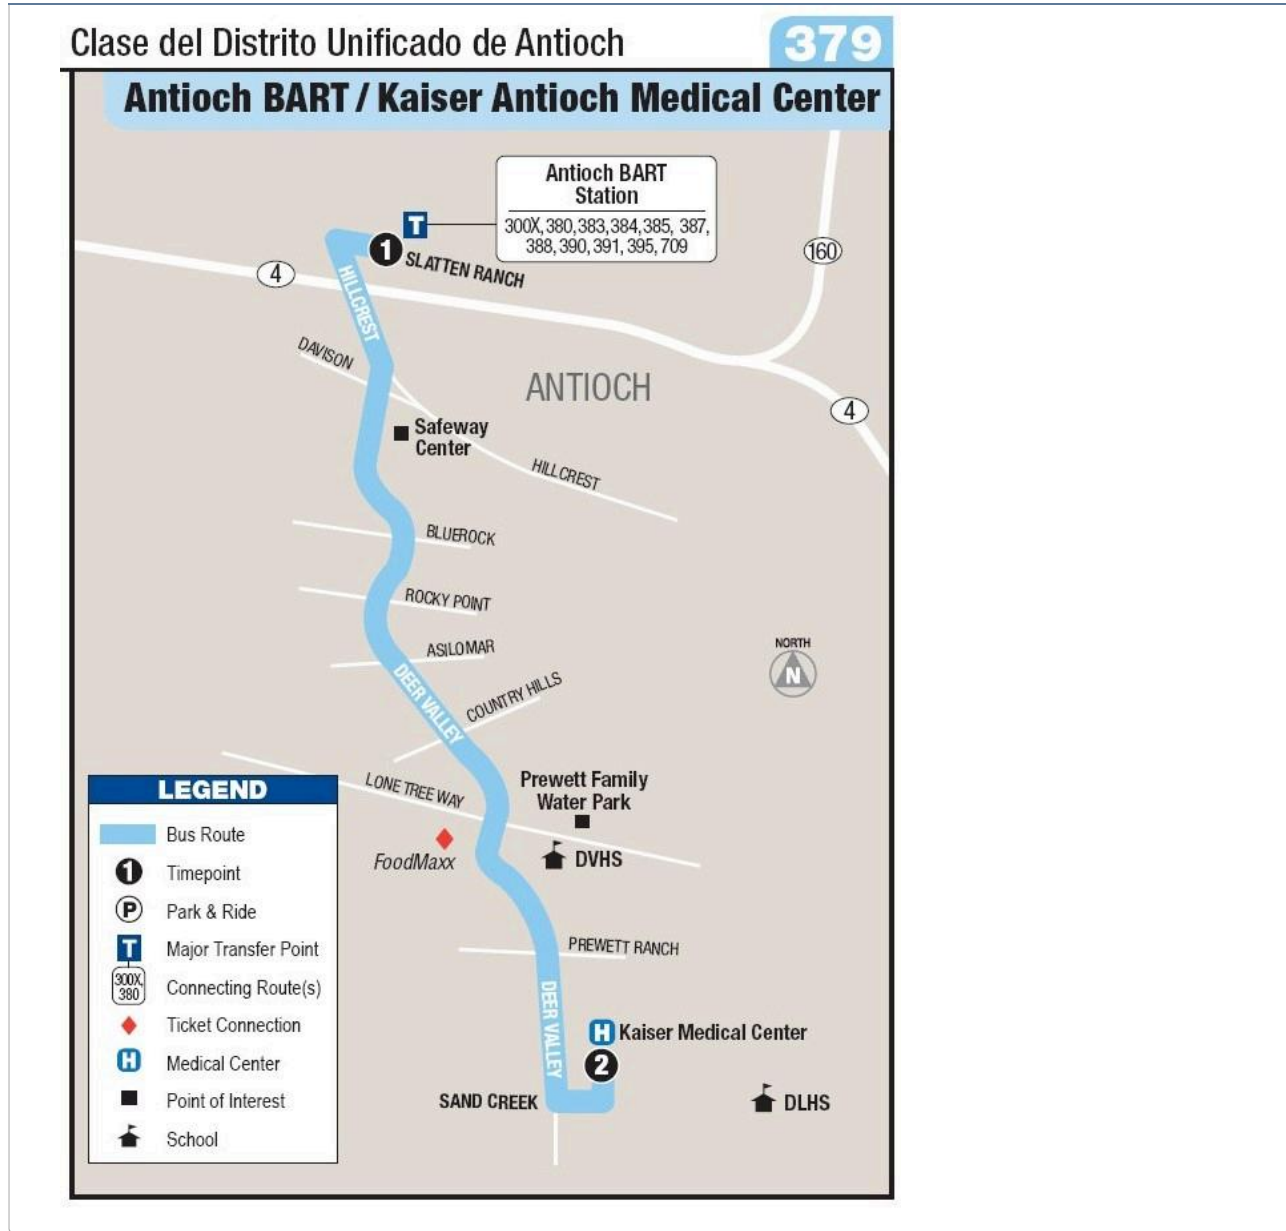 Clase del Distrito Unificado de Antioch
379
Antioch BART / Kaiser Antioch Medical Center
Antioch BART
Station
300X, 380, 383, 384, 385, 387,
388, 390, 391, 395, 709
T
1
SLATTEN RANCH
160
4
HILLCREST
DAVISON
ANTIOCH
4
Safeway
Center
HILLCREST
BLUEROCK
ROCKY POINT
ASILOMAR
NORTH
N
DEER VALLEY
COUNTRY HILLS
LONE TREE WAY
Prewett Family
Water Park
FoodMaxx
DVHS
PREWETT RANCH
DEER VALLEY
H Kaiser Medical Center
2
SAND CREEK
DLHS
LEGEND
Bus Route
1 Timepoint
P Park & Ride
T Major Transfer Point
300X,
380
Connecting Route(s)
Ticket Connection
H Medical Center
Point of Interest
School